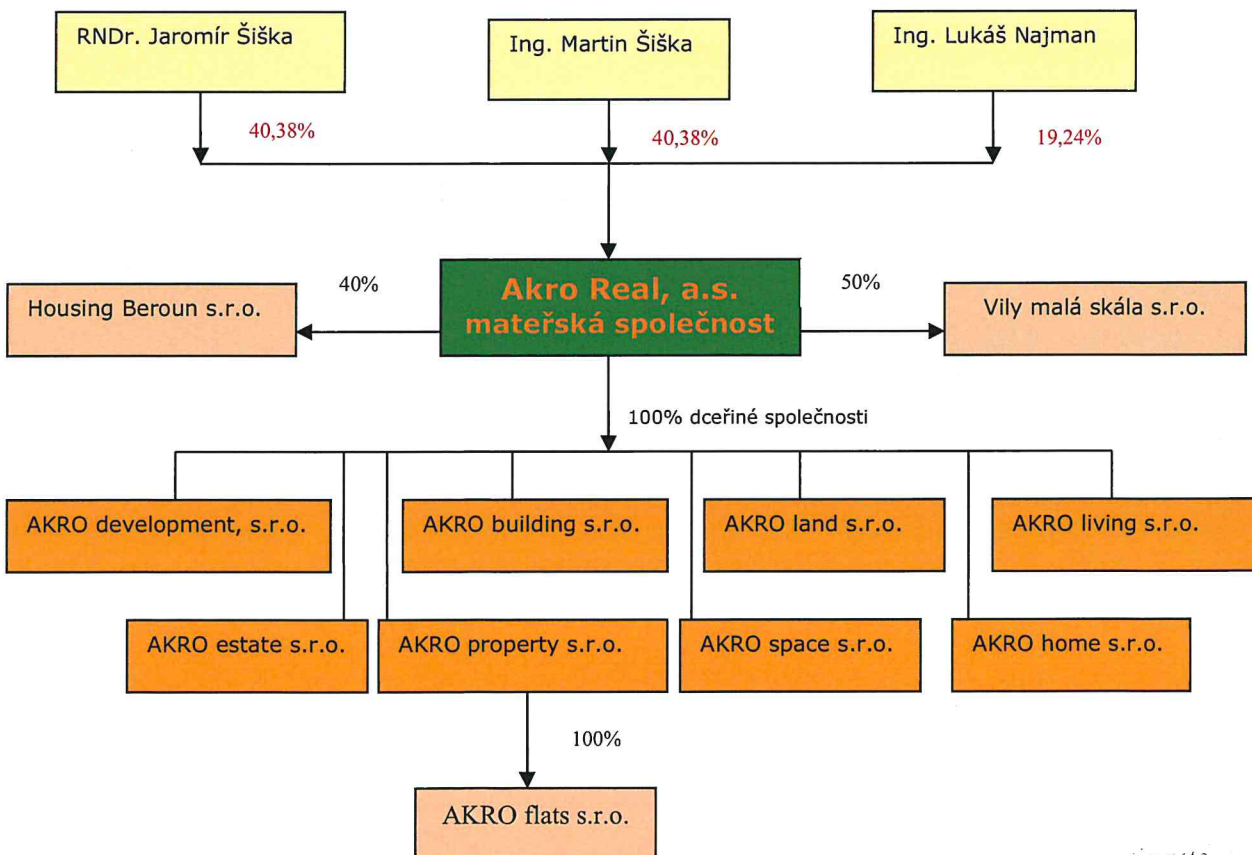 RNDr. Jaromír Šiška
Ing. Martin Šiška
Ing. Lukáš Najman
40,38%
40,38%
19,24%
Housing Beroun s.r.o.
40%
Akro Real, a.s.
mateřská společnost
50%
Vily malá skála s.r.o.
100% dceřiné společnosti
AKRO development, s.r.o.
AKRO building s.r.o.
AKRO land s.r.o.
AKRO living s.r.o.
AKRO estate s.r.o.
AKRO property s.r.o.
AKRO space s.r.o.
AKRO home s.r.o.
100%
AKRO flats s.r.o.